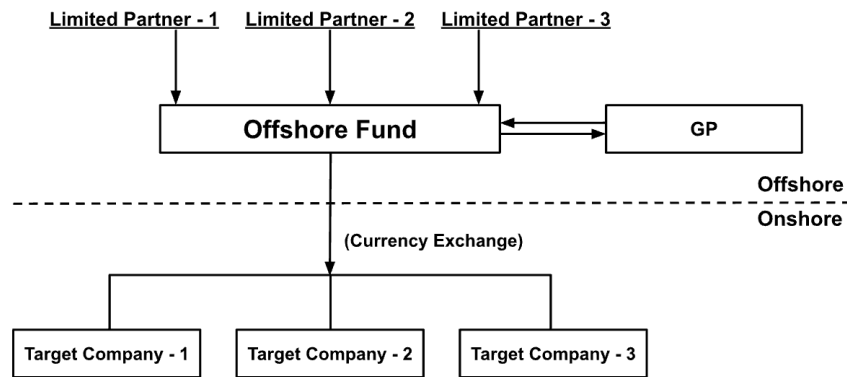 Limited Partner - 1 Limited Partner - 2 Limited Partner - 3
Offshore Fund
GP
Offshore
Onshore
(Currency Exchange)
Target Company - 1 Target Company - 2 Target Company - 3